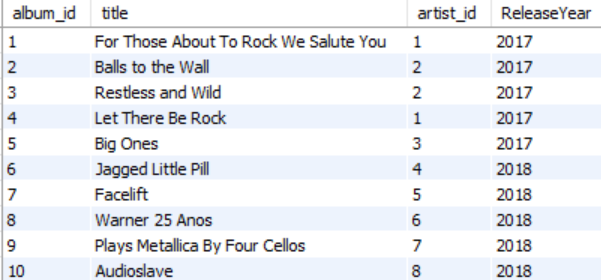 album_id title artist_id ReleaseYear
1 For Those About To Rock We Salute You 1 2017
2 Balls to the Wall 2 2017
3 Restless and Wild 2 2017
4 Let There Be Rock 1 2017
5 Big Ones 3 2017
6 Jagged Little Pill 4 2018
7 Facelift 5 2018
8 Warner 25 Anos 6 2018
9 Plays Metallica By Four Cellos 7 2018
10 Audioslave 8 2018